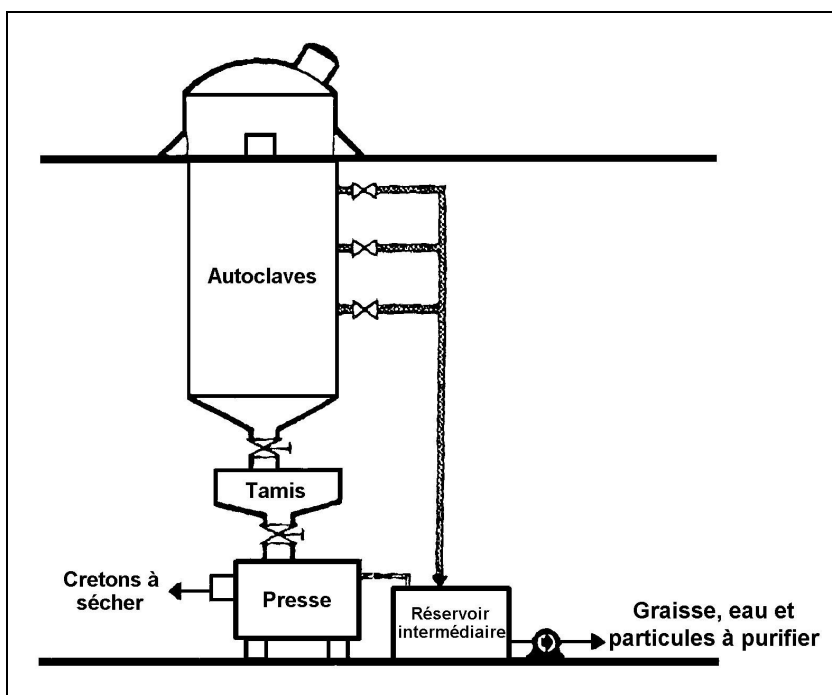 Autoclaves
Tamis
Cretons à
sécher
Presse
Réservoir
intermédiaire
Graisse, eau et
particules à purifier